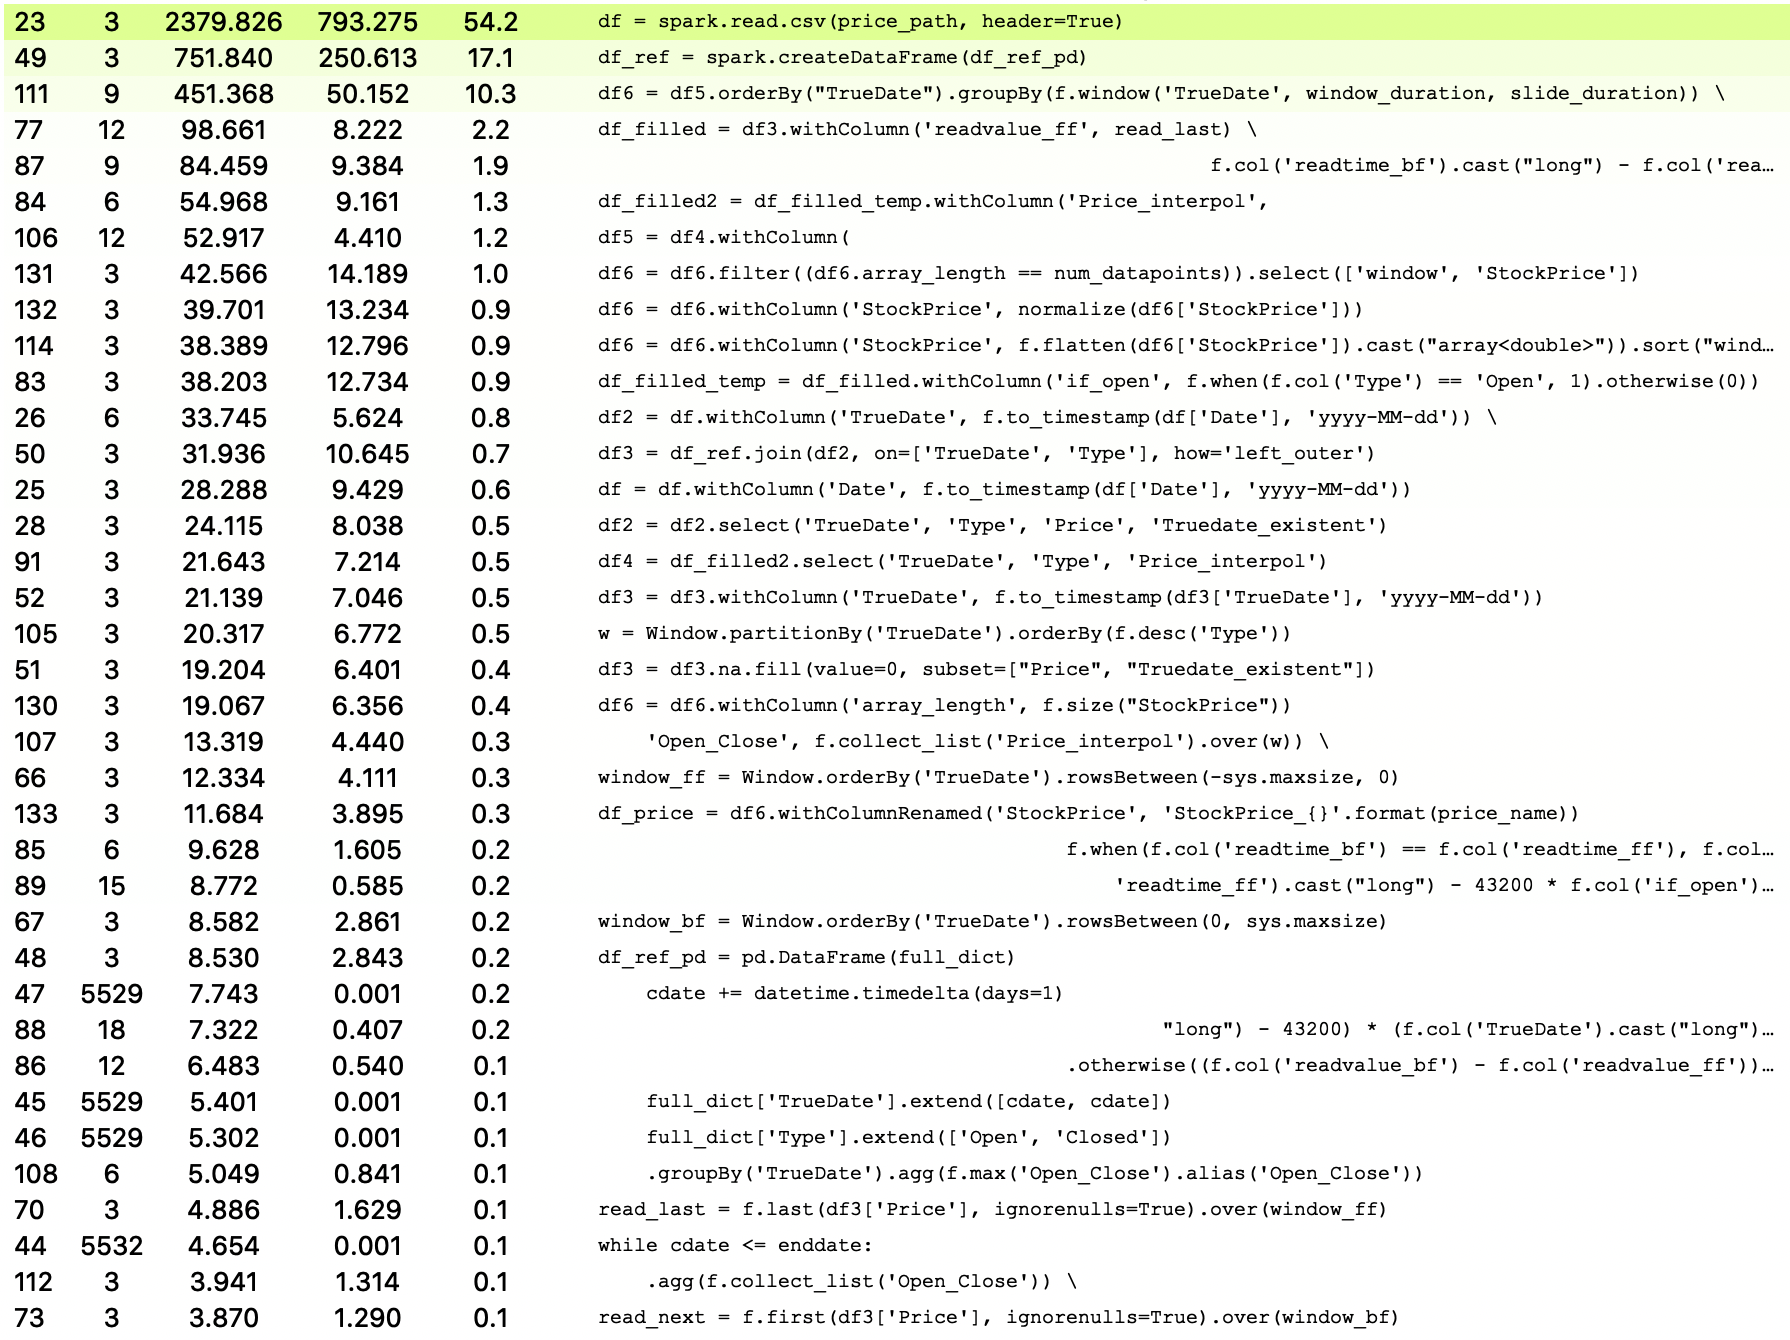 23 3 2379.826 793.275 54.2 df = spark.read.csv(price_path, header=True)
49 3 751.840 250.613 17.1 df_ref = spark.createDataFrame(df_ref_pd)
111 9 451.368 50.152 10.3 df6 = df5.orderBy("TrueDate").groupBy(f.window('TrueDate', window_duration, slide_duration)) \
77 12 98.661 8.222 2.2 df_filled = df3.withColumn('readvalue_ff', read_last) \
87 9 84.459 9.384 1.9 f.col('readtime_bf').cast("long") - f.col('rea…
84 6 54.968 9.161 1.3 df_filled2 = df_filled_temp.withColumn('Price_interpol',
106 12 52.917 4.410 1.2 df5 = df4.withColumn(
131 3 42.566 14.189 1.0 df6 = df6.filter((df6.array_length == num_datapoints)).select(['window', 'StockPrice'])
132 3 39.701 13.234 0.9 df6 = df6.withColumn('StockPrice', normalize(df6['StockPrice']))
114 3 38.389 12.796 0.9 df6 = df6.withColumn('StockPrice', f.flatten(df6['StockPrice']).cast("array<double>")).sort("wind…
83 3 38.203 12.734 0.9 df_filled_temp = df_filled.withColumn('if_open', f.when(f.col('Type') == 'Open', 1).otherwise(0))
26 6 33.745 5.624 0.8 df2 = df.withColumn('TrueDate', f.to_timestamp(df['Date'], 'yyyy-MM-dd')) \
50 3 31.936 10.645 0.7 df3 = df_ref.join(df2, on=['TrueDate', 'Type'], how='left_outer')
25 3 28.288 9.429 0.6 df = df.withColumn('Date', f.to_timestamp(df['Date'], 'yyyy-MM-dd'))
28 3 24.115 8.038 0.5 df2 = df2.select('TrueDate', 'Type', 'Price', 'Truedate_existent')
91 3 21.643 7.214 0.5 df4 = df_filled2.select('TrueDate', 'Type', 'Price_interpol')
52 3 21.139 7.046 0.5 df3 = df3.withColumn('TrueDate', f.to_timestamp(df3['TrueDate'], 'yyyy-MM-dd'))
105 3 20.317 6.772 0.5 w = Window.partitionBy('TrueDate').orderBy(f.desc('Type'))
51 3 19.204 6.401 0.4 df3 = df3.na.fill(value=0, subset=["Price", "Truedate_existent"])
130 3 19.067 6.356 0.4 df6 = df6.withColumn('array_length', f.size("StockPrice"))
107 3 13.319 4.440 0.3 'Open_Close', f.collect_list('Price_interpol').over(w)) \
66 3 12.334 4.111 0.3 window_ff = Window.orderBy('TrueDate').rowsBetween(-sys.maxsize, 0)
133 3 11.684 3.895 0.3 df_price = df6.withColumnRenamed('StockPrice', 'StockPrice_{}'.format(price_name))
85 6 9.628 1.605 0.2 f.when(f.col('readtime_bf') == f.col('readtime_ff'), f.col…
89 15 8.772 0.585 0.2 'readtime_ff').cast("long") - 43200 * f.col('if_open')…
67 3 8.582 2.861 0.2 window_bf = Window.orderBy('TrueDate').rowsBetween(0, sys.maxsize)
48 3 8.530 2.843 0.2 df_ref_pd = pd.DataFrame(full_dict)
47 5529 7.743 0.001 0.2 cdate += datetime.timedelta(days=1)
88 18 7.322 0.407 0.2 "long") - 43200) * (f.col('TrueDate').cast("long")…
86 12 6.483 0.540 0.1 .otherwise((f.col('readvalue_bf') - f.col('readvalue_ff'))…
45 5529 5.401 0.001 0.1 full_dict['TrueDate'].extend([cdate, cdate])
46 5529 5.302 0.001 0.1 full_dict['Type'].extend(['Open', 'Closed'])
108 6 5.049 0.841 0.1 .groupBy('TrueDate').agg(f.max('Open_Close').alias('Open_Close'))
70 3 4.886 1.629 0.1 read_last = f.last(df3['Price'], ignorenulls=True).over(window_ff)
44 5532 4.654 0.001 0.1 while cdate <= enddate:
112 3 3.941 1.314 0.1 .agg(f.collect_list('Open_Close')) \
73 3 3.870 1.290 0.1 read_next = f.first(df3['Price'], ignorenulls=True).over(window_bf)